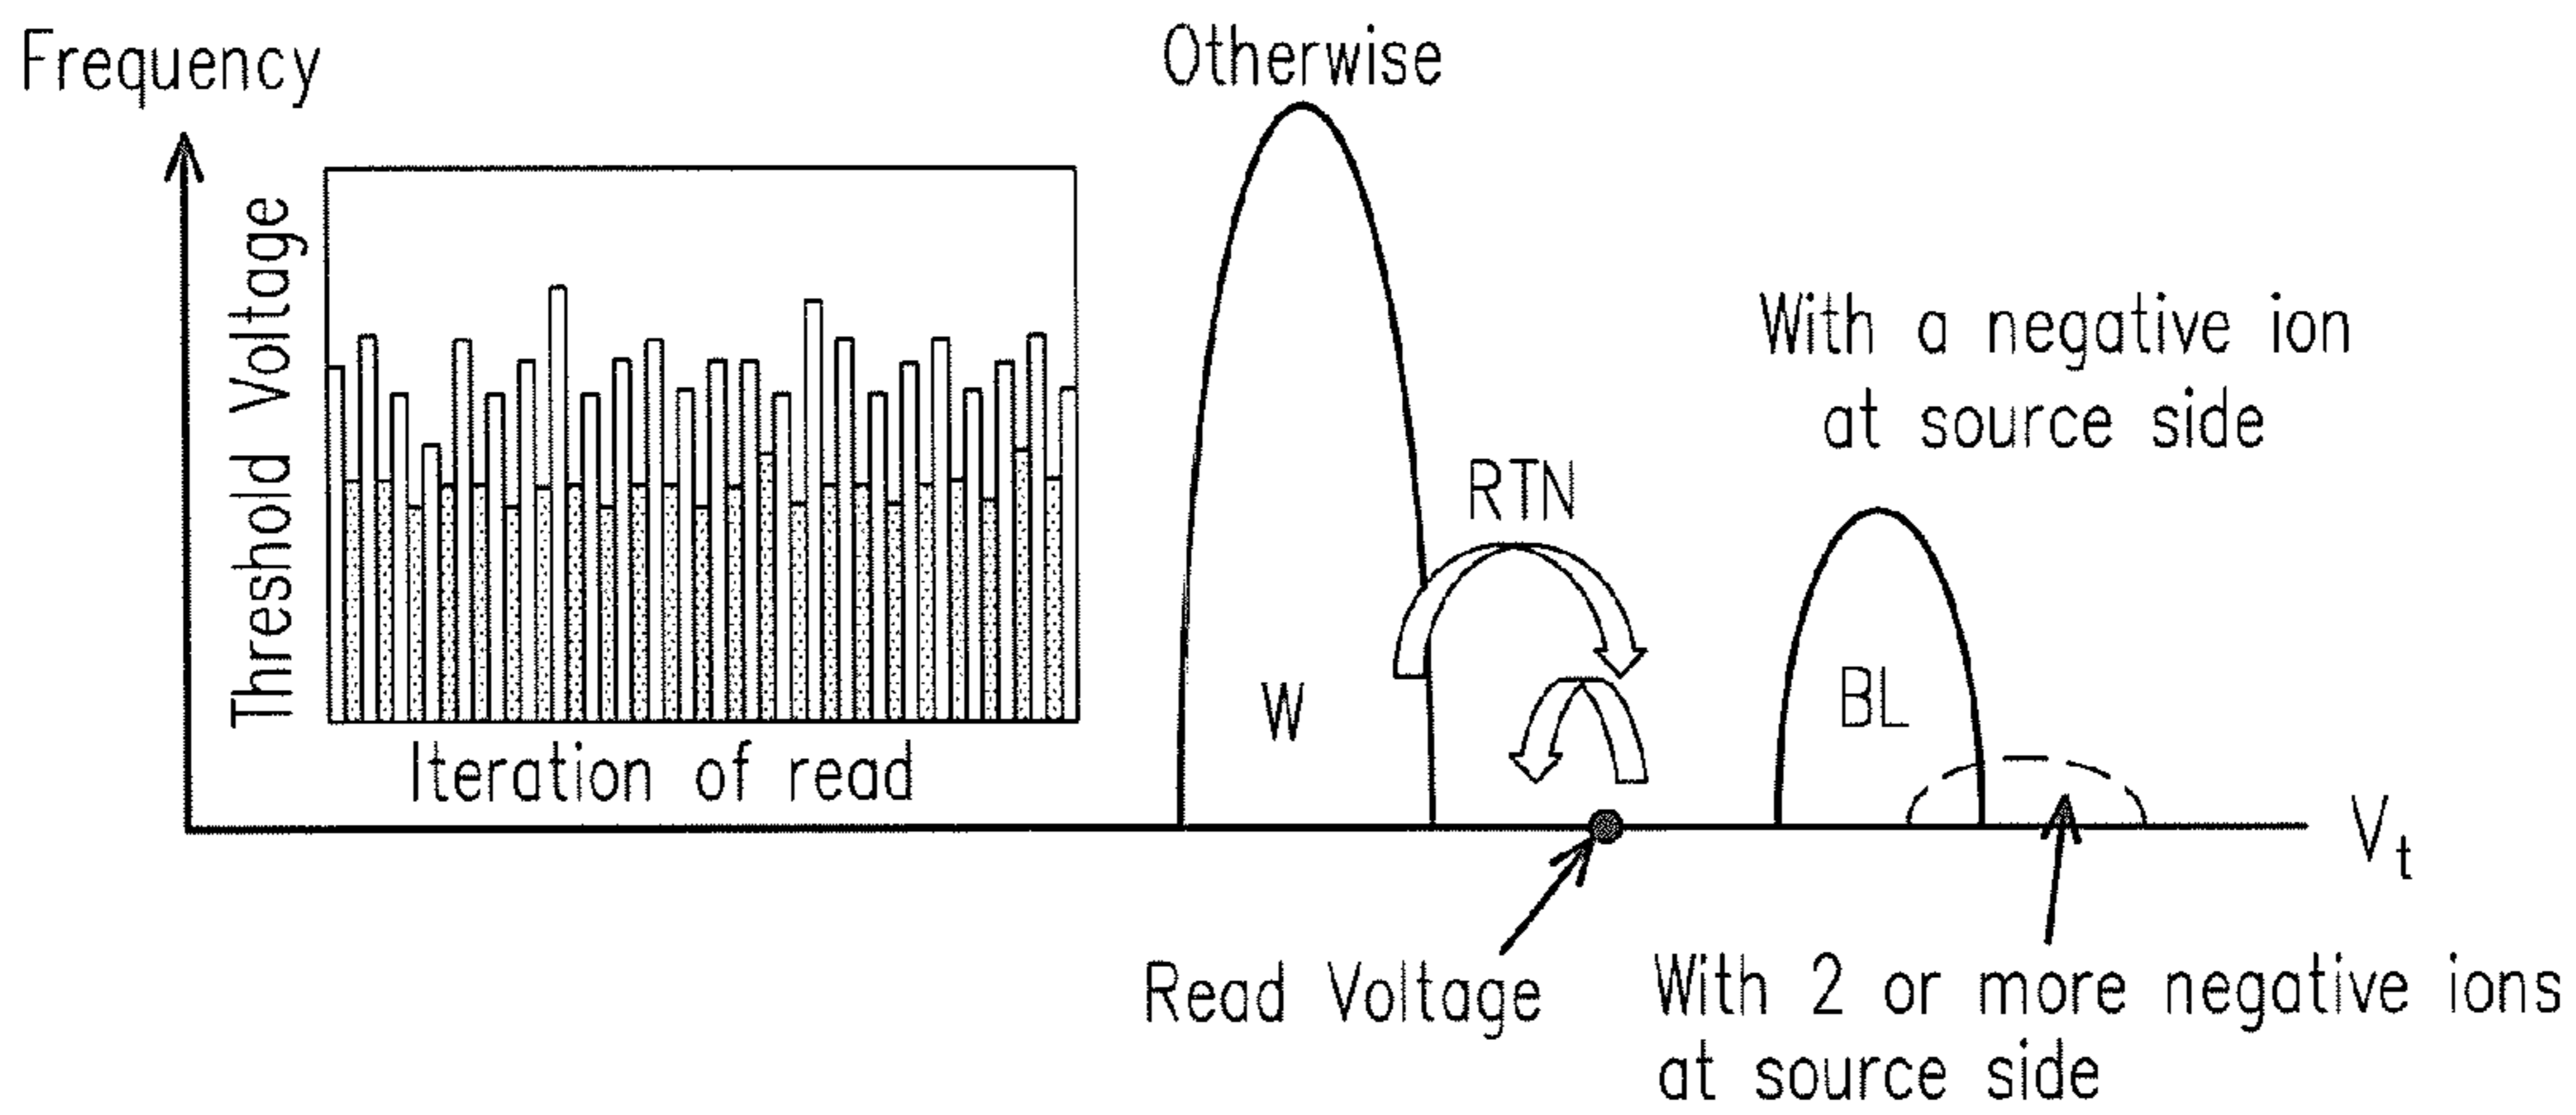 Frequency
Otherwise
Threshold Voltage
With a negative ion
at source side
RTN
W
BL
Iteration of read
Vt
Read Voltage
With 2 or more negative ions
at source side